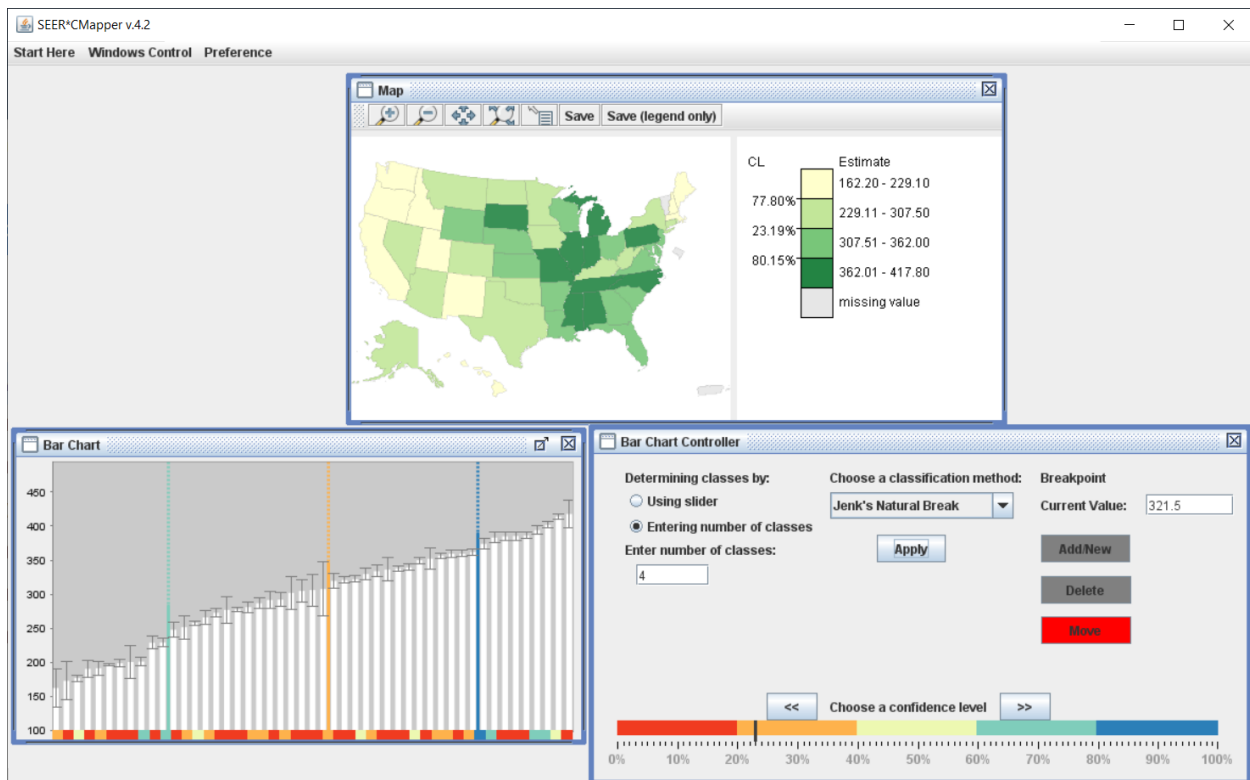 SEER*CMapper v.4.2
Start Here Windows Control Preference
Map
Save Save (legend only)
CL Estimate
162.20 - 229.10
77.80%
229.11 - 307.50
23.19%
307.51 - 362.00
80.15%
362.01 - 417.80
missing value
Bar Chart
450
400
350
300
250
200
150
100
Bar Chart Controller
Determining classes by: Choose a classification method: Breakpoint
Using slider Jenk's Natural Break Current Value: 321.5
Entering number of classes
Enter number of classes: Apply Add/New
4
Delete
Move
<< Choose a confidence level >>
0% 10% 20% 30% 40% 50% 60% 70% 80% 90% 100%